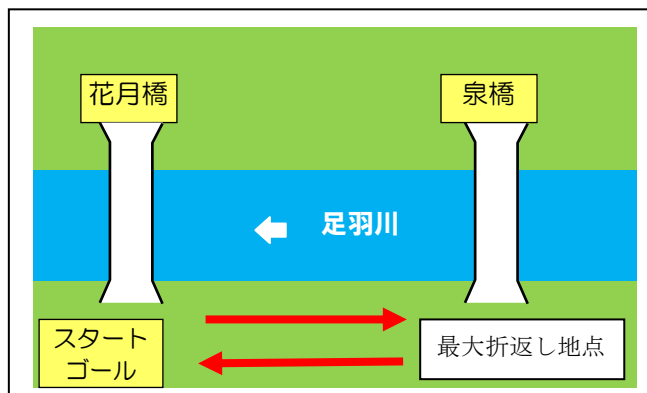 花月橋
泉橋
足羽川
スタート
ゴール
最大折返し地点